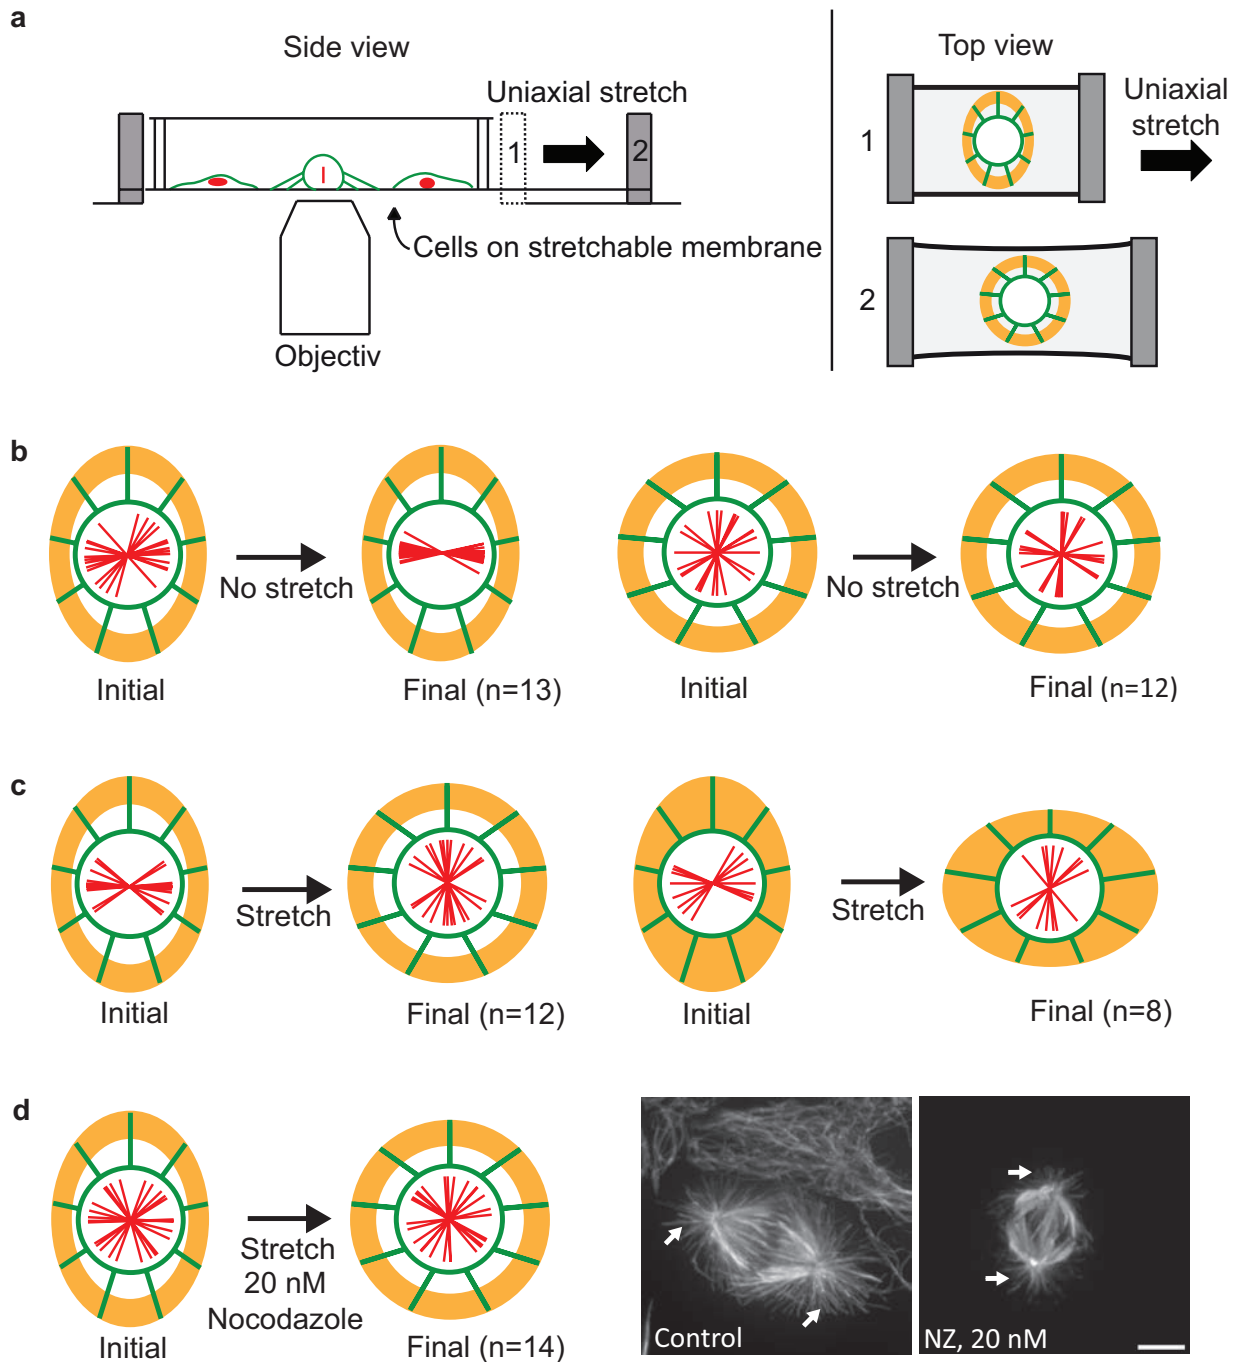 a
Side view
Uniaxial stretch
1
2
Cells on stretchable membrane
Objectiv
Top view
1
Uniaxial
stretch
2
b
No stretch
No stretch
Initial
Final (n=13)
Initial
Final (n=12)
c
Stretch
Stretch
Initial
Final (n=12)
Initial
Final (n=8)
d
Stretch
20 nM
Nocodazole
Initial
Final (n=14)
Control
NZ, 20 nM